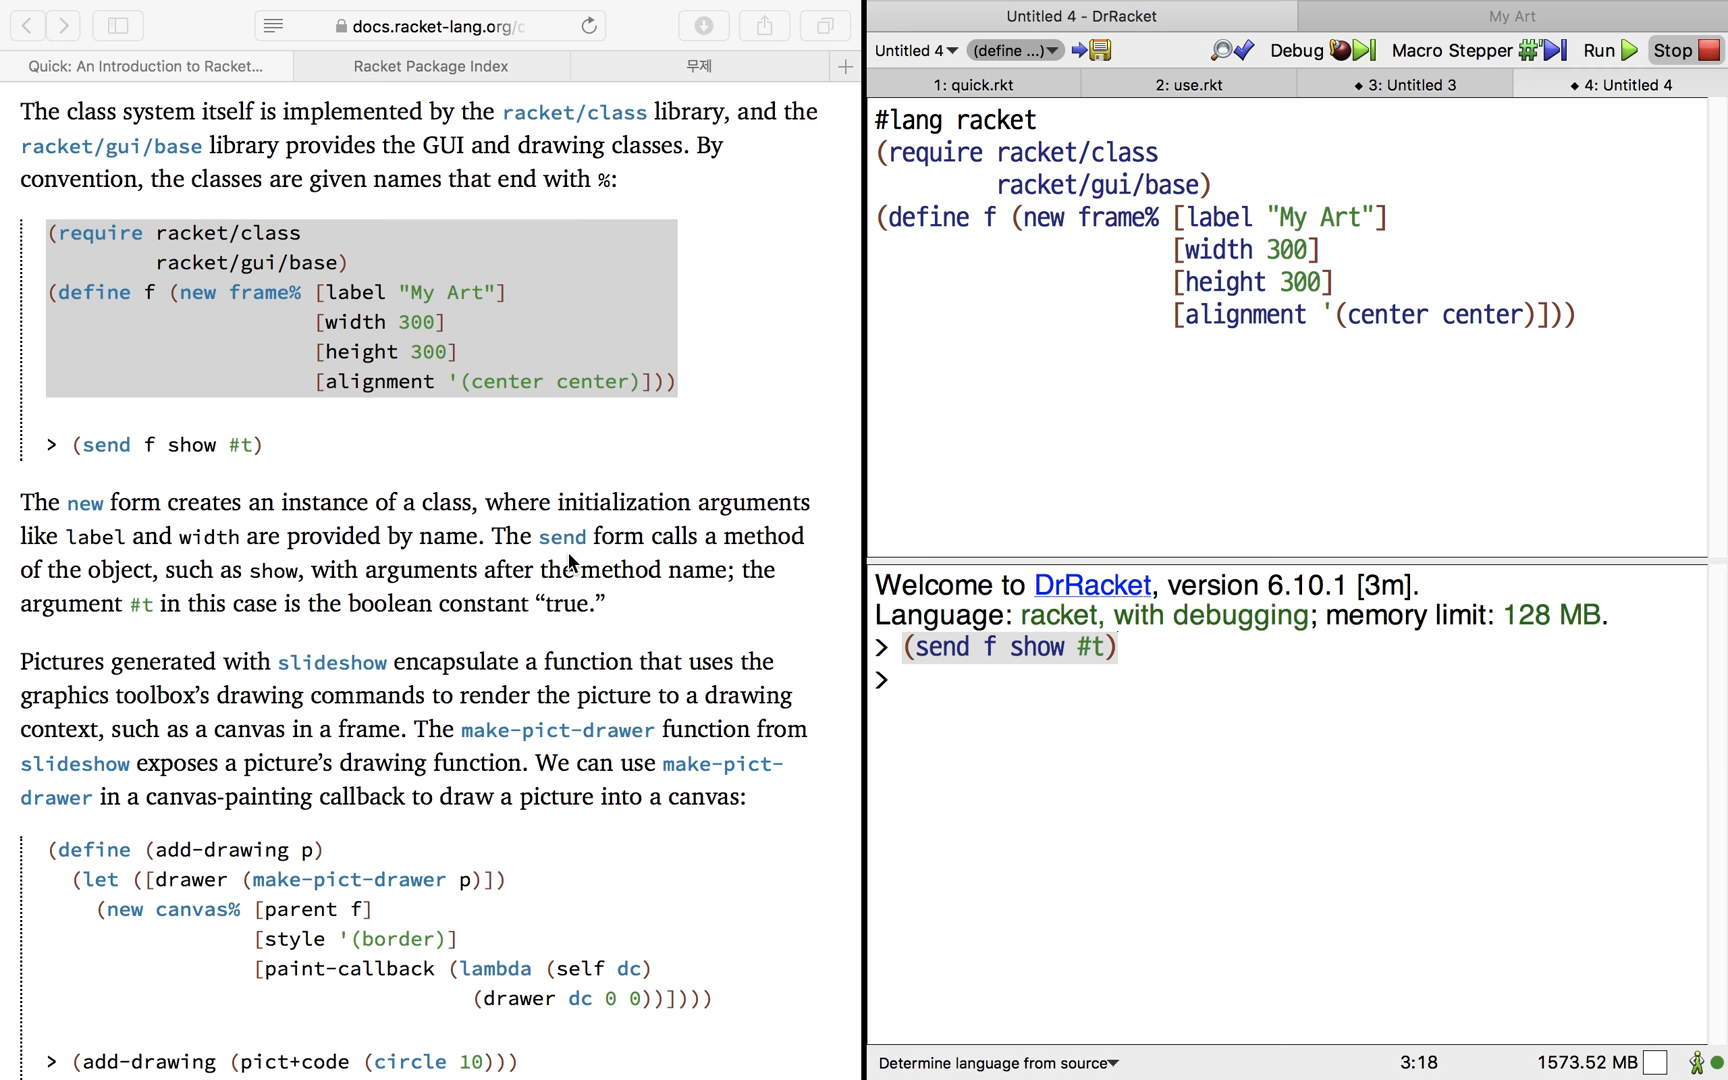 docs.racket-lang.org/c
Quick: An Introduction to Racket...
Racket Package Index
무제
+
The class system itself is implemented by the racket/class library, and the
racket/gui/base library provides the GUI and drawing classes. By
convention, the classes are given names that end with %:
(require racket/class
racket/gui/base)
(define f (new frame% [label "My Art"]
[width 300]
[height 300]
[alignment '(center center)]))
> (send f show #t)
The new form creates an instance of a class, where initialization arguments
like label and width are provided by name. The send form calls a method
of the object, such as show, with arguments after the method name; the
argument #t in this case is the boolean constant “true.”
Pictures generated with slideshow encapsulate a function that uses the
graphics toolbox’s drawing commands to render the picture to a drawing
context, such as a canvas in a frame. The make-pict-drawer function from
slideshow exposes a picture’s drawing function. We can use make-pict-
drawer in a canvas-painting callback to draw a picture into a canvas:
(define (add-drawing p)
(let ([drawer (make-pict-drawer p)])
(new canvas% [parent f]
[style '(border)]
[paint-callback (lambda (self dc)
(drawer dc 0 0))])))
> (add-drawing (pict+code (circle 10)))
Untitled 4 - DrRacket
My Art
Untitled 4
(define ...)
Debug
Macro Stepper
Run
Stop
1: quick.rkt
2: use.rkt
3: Untitled 3
4: Untitled 4
#lang racket
(require racket/class
racket/gui/base)
(define f (new frame% [label "My Art"]
[width 300]
[height 300]
[alignment '(center center)]))
Welcome to DrRacket, version 6.10.1 [3m].
Language: racket, with debugging; memory limit: 128 MB.
> (send f show #t)
>
Determine language from source
3:18
1573.52 MB